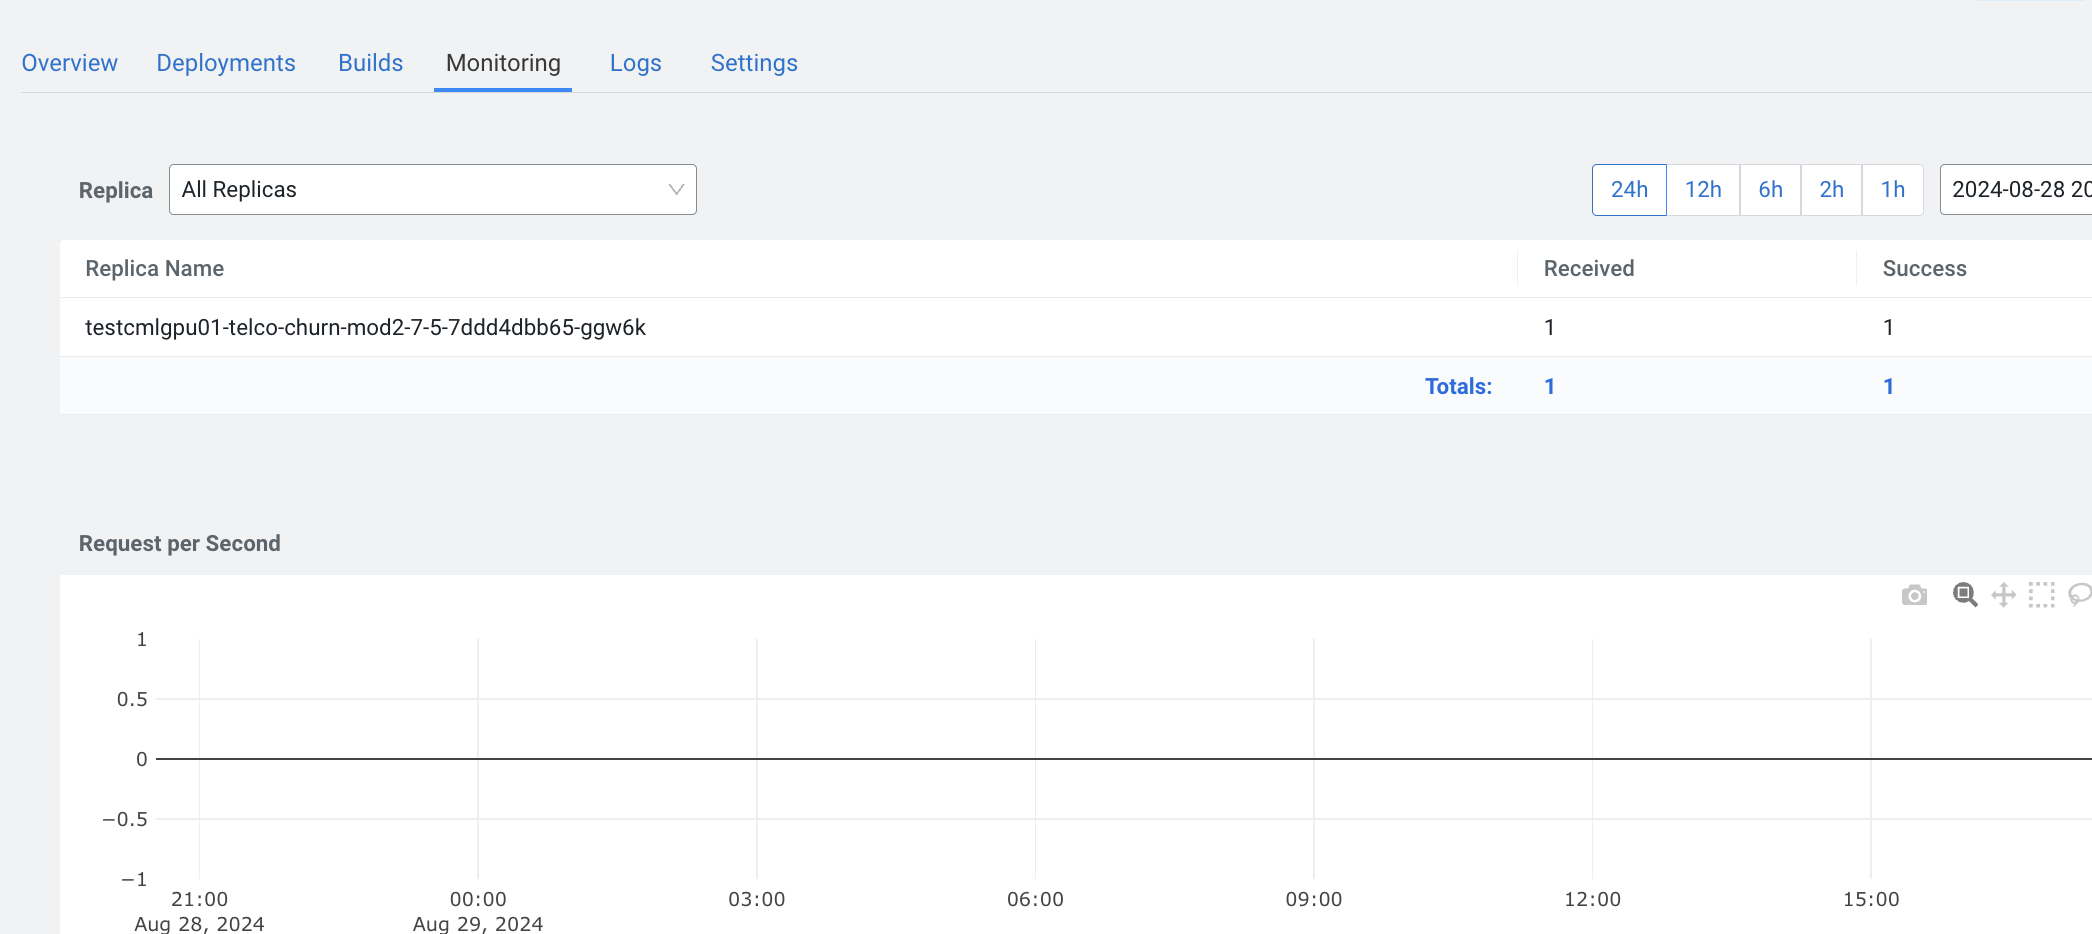 Overview Deployments Builds Monitoring Logs Settings
Replica All Replicas 24h 12h 6h 2h 1h 2024-08-28 20
Replica Name Received Success
testcmlgpu01-telco-churn-mod2-7-5-7ddd4dbb65-ggw6k 1 1
Totals: 1 1
Request per Second
1
0.5
0
−0.5
−1
21:00 00:00 03:00 06:00 09:00 12:00 15:00
Aug 28, 2024 Aug 29, 2024